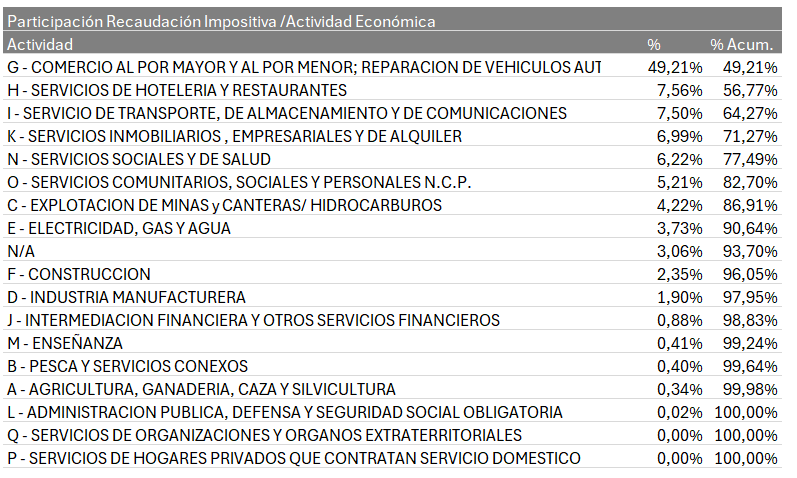 Participación Recaudación Impositiva /Actividad Económica
Actividad % % Acum.
G - COMERCIO AL POR MAYOR Y AL POR MENOR; REPARACION DE VEHICULOS AUT 49,21% 49,21%
H - SERVICIOS DE HOTELERIA Y RESTAURANTES 7,56% 56,77%
I - SERVICIO DE TRANSPORTE, DE ALMACENAMIENTO Y DE COMUNICACIONES 7,50% 64,27%
K - SERVICIOS INMOBILIARIOS , EMPRESARIALES Y DE ALQUILER 6,99% 71,27%
N - SERVICIOS SOCIALES Y DE SALUD 6,22% 77,49%
O - SERVICIOS COMUNITARIOS, SOCIALES Y PERSONALES N.C.P. 5,21% 82,70%
C - EXPLOTACION DE MINAS y CANTERAS/ HIDROCARBUROS 4,22% 86,91%
E - ELECTRICIDAD, GAS Y AGUA 3,73% 90,64%
N/A 3,06% 93,70%
F - CONSTRUCCION 2,35% 96,05%
D - INDUSTRIA MANUFACTURERA 1,90% 97,95%
J - INTERMEDIACION FINANCIERA Y OTROS SERVICIOS FINANCIEROS 0,88% 98,83%
M - ENSEÑANZA 0,41% 99,24%
B - PESCA Y SERVICIOS CONEXOS 0,40% 99,64%
A - AGRICULTURA, GANADERIA, CAZA Y SILVICULTURA 0,34% 99,98%
L - ADMINISTRACION PUBLICA, DEFENSA Y SEGURIDAD SOCIAL OBLIGATORIA 0,02% 100,00%
Q - SERVICIOS DE ORGANIZACIONES Y ORGANOS EXTRATERRITORIALES 0,00% 100,00%
P - SERVICIOS DE HOGARES PRIVADOS QUE CONTRATAN SERVICIO DOMESTICO 0,00% 100,00%